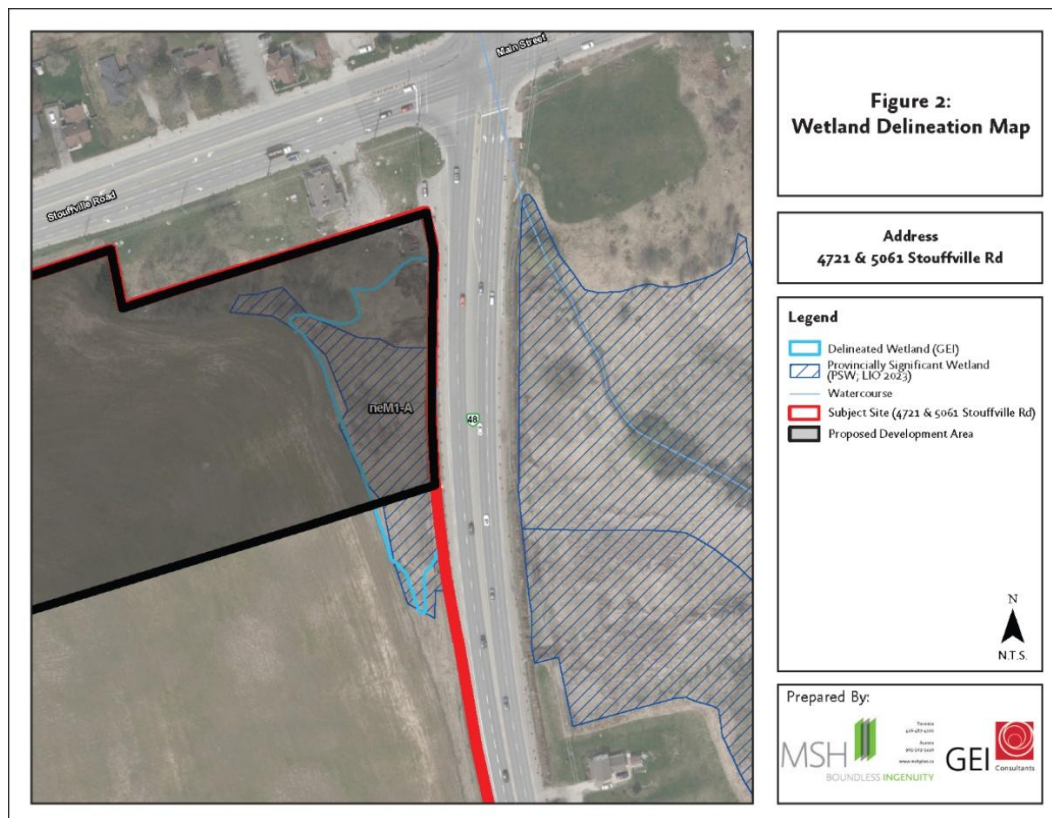 Main Street
Stouffville Road
48
neM1-A
Figure 2:
Wetland Delineation Map
Address
4721 & 5061 Stouffville Rd
Legend
Delineated Wetland (GEI)
Provincially Significant Wetland
(PSW; LIO 2023)
Watercourse
Subject Site (4721 & 5061 Stouffville Rd)
Proposed Development Area
N
N.T.S.
Prepared By:
MSH
BOUNDLESS INGENUITY
GEI
Consultants